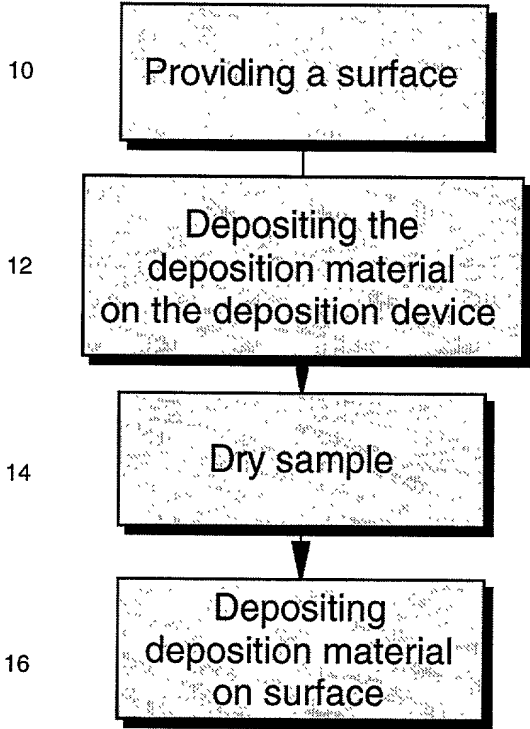 10
Providing a surface
12
Depositing the
deposition material
on the deposition device
14
Dry sample
16
Depositing
deposition material
on surface